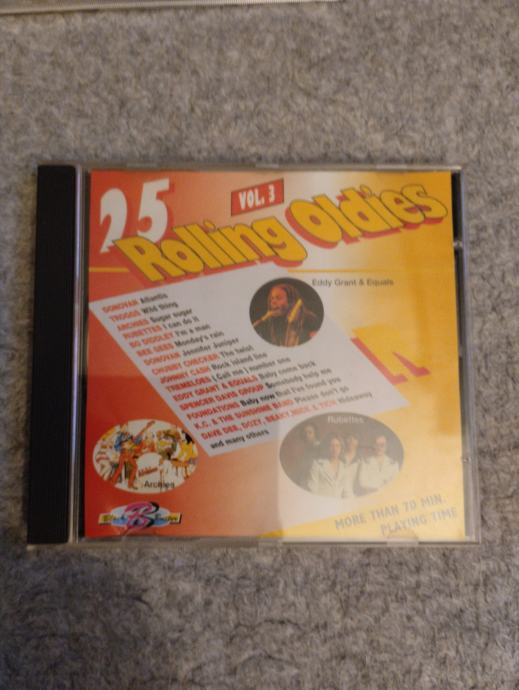 25
VOL. 3
Rolling Oldies
Eddy Grant & Equals
DONOVAN Atlantis
TROGGS Wild thing
ARCHIES Sugar sugar
RUBETTES I can do it
BO DIDDLEY I'm a man
BEE GEES Monday's rain
DONOVAN Jennifer Juniper
CHUBBY CHECKER The twist
JOHNNY CASH Rock island line
TREMELOES Call me number one
EDDY GRANT & EQUALS Baby come back
SPENCER DAVIS GROUP Somebody help me
FOUNDATIONS Baby now that I've found you
K.C. & THE SUNSHINE BAND Please don't go
DAVE DEE, DOZY, BEAKY, MICK & TICH Hideaway
and many others
Rubettes
Archies
MORE THAN 70 MIN.
PLAYING TIME